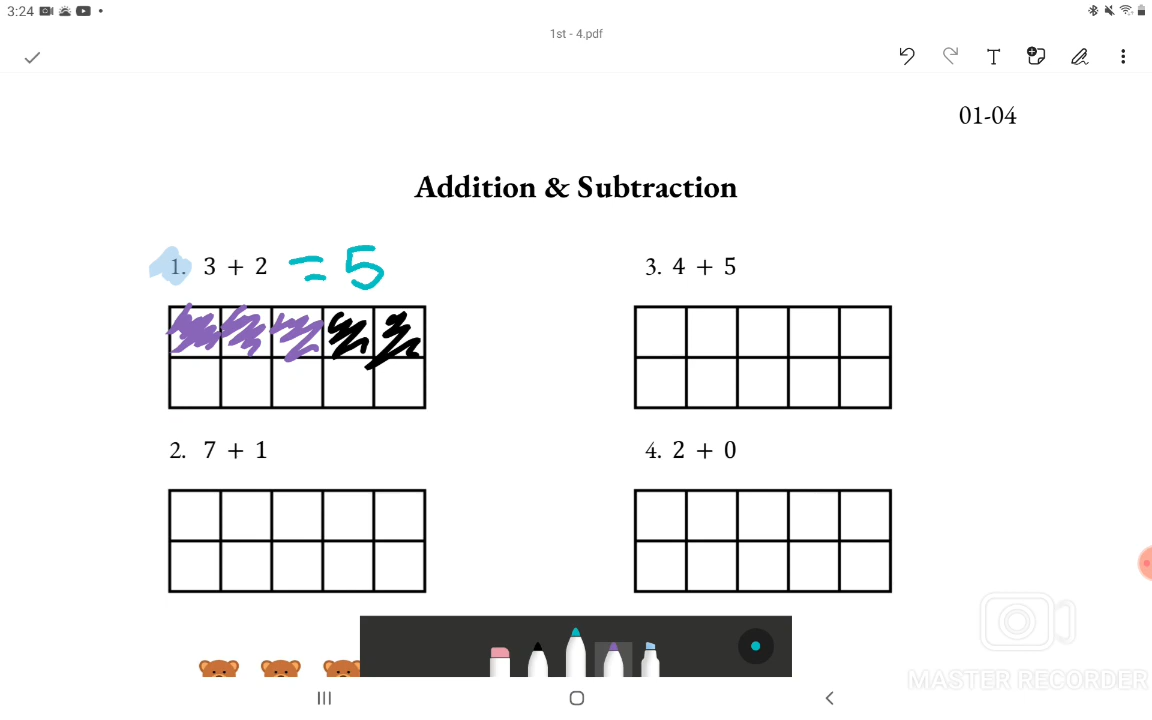 3:24
1st - 4.pdf
01-04
Addition & Subtraction
1. 3 + 2 = 5
3. 4 + 5
2. 7 + 1
4. 2 + 0
MASTER RECORDER